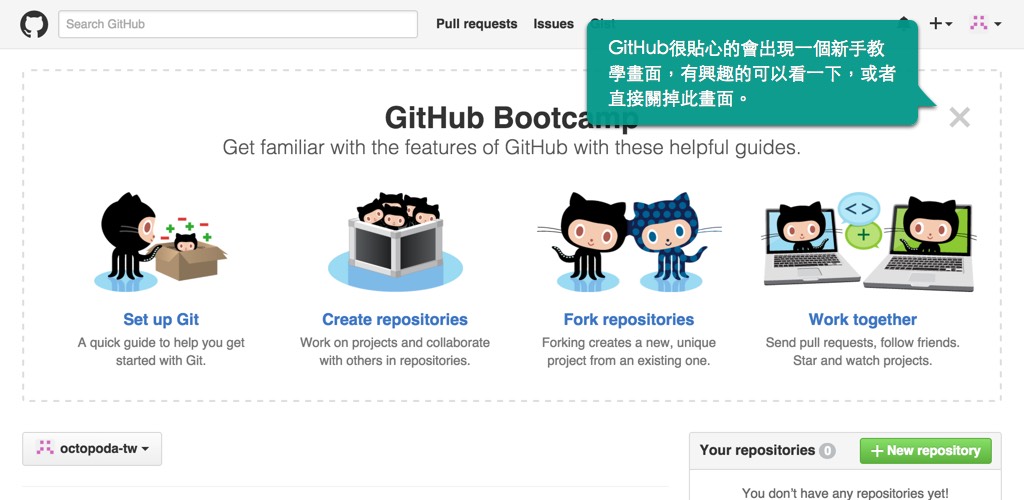 Search GitHub
Pull requests Issues Gist
GitHub很貼心的會出現一個新手教
學畫面，有興趣的可以看一下，或者
直接關掉此畫面。
GitHub Bootcamp
Get familiar with the features of GitHub with these helpful guides.
Set up Git
A quick guide to help you get
started with Git.
Create repositories
Work on projects and collaborate
with others in repositories.
Fork repositories
Forking creates a new, unique
project from an existing one.
Work together
Send pull requests, follow friends.
Star and watch projects.
octopoda-tw
Your repositories 0
New repository
You don't have any repositories yet!